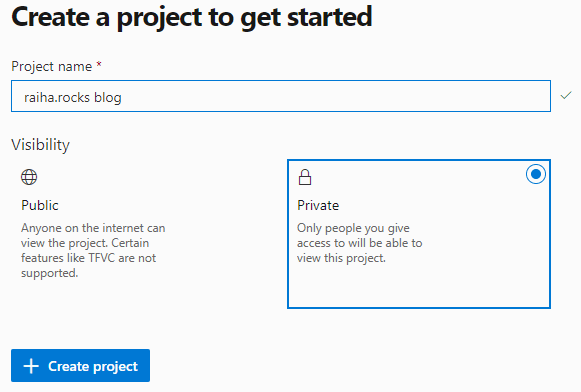 Create a project to get started
Project name *
raiha.rocks blog
Visibility
Public
Anyone on the internet can
view the project. Certain
features like TFVC are not
supported.
Private
Only people you give
access to will be able to
view this project.
Create project